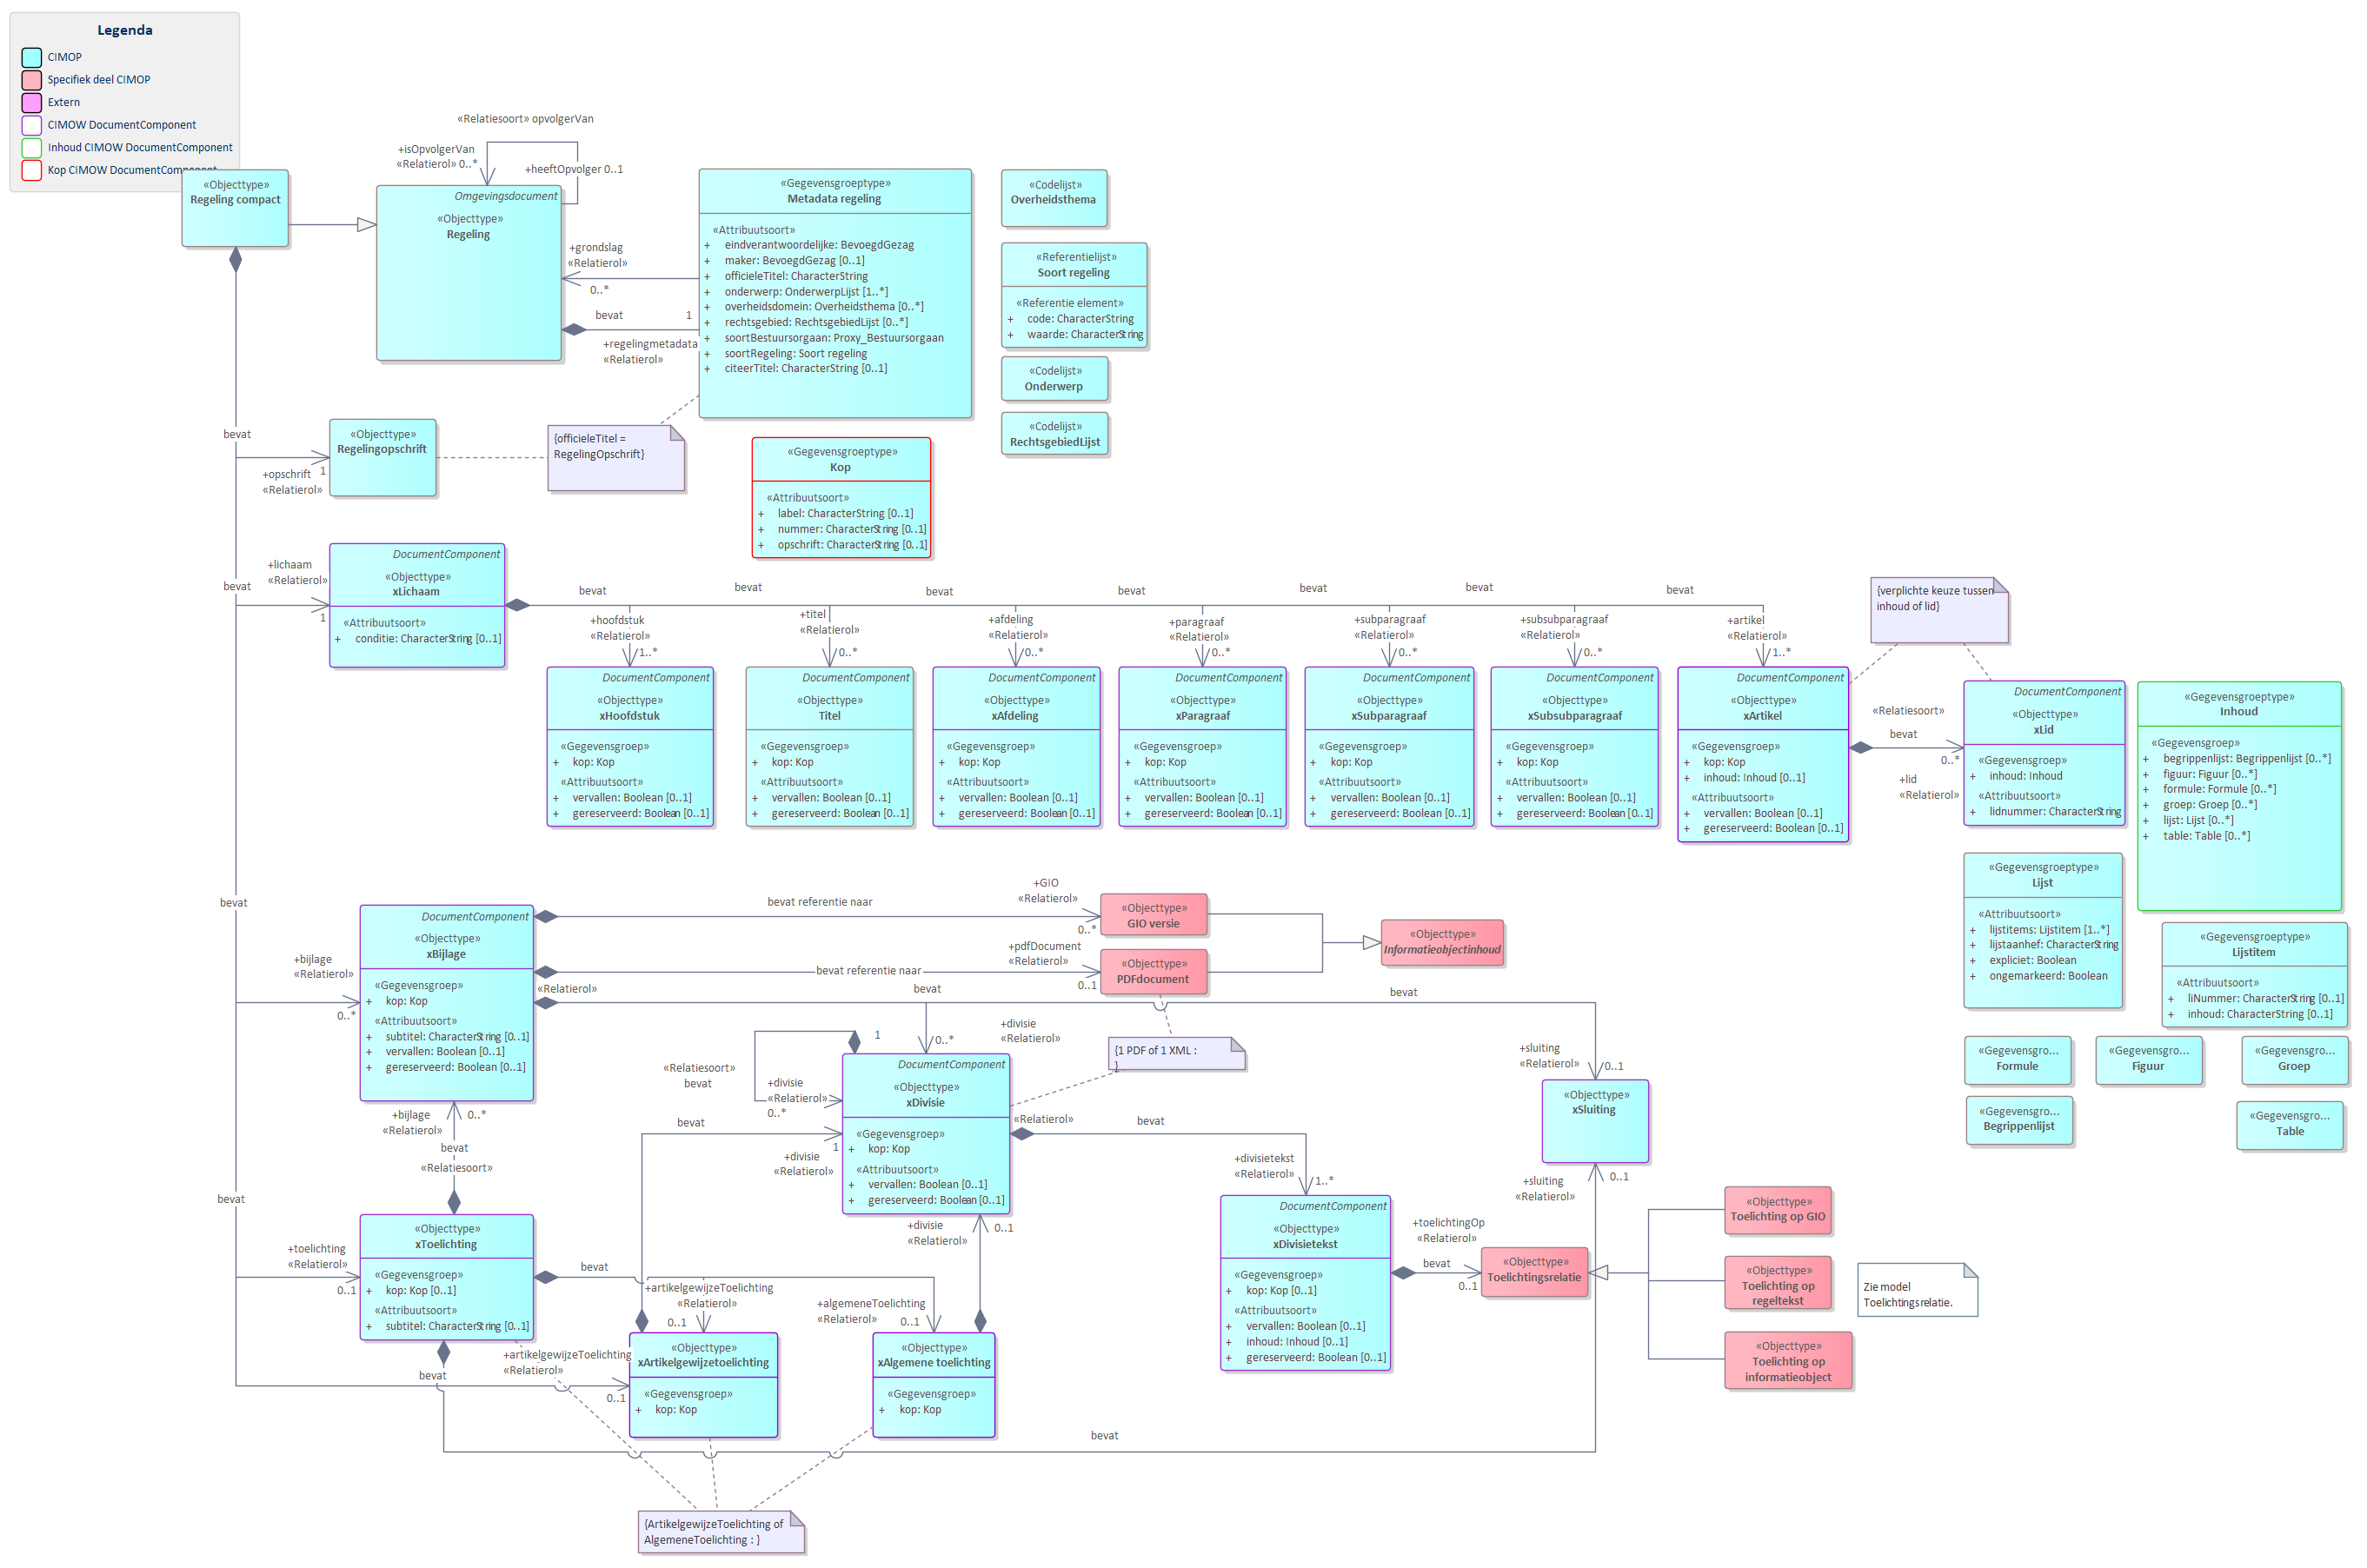 Legenda
CIMOP
Specifiek deel CIMOP
Extern
CIMOW DocumentComponent
Inhoud CIMOW DocumentComponent
Kop CIMOW DocumentComponent
«Objecttype»
Regeling compact
«Relatiesoort» opvolgerVan
+isOpvolgerVan
«Relatierol» 0..*
+heeftOpvolger 0..1
Omgevingsdocument
«Objecttype»
Regeling
+grondslag
«Relatierol»
0..*
bevat
1
+regelingmetadata
«Relatierol»
«Gegevensgroeptype»
Metadata regeling
«Attribuutsoort»
+ eindverantwoordelijke: BevoegdGezag
+ maker: BevoegdGezag [0..1]
+ officieleTitel: CharacterString
+ onderwerp: OnderwerpLijst [1..*]
+ overheidsdomein: Overheidsthema [0..*]
+ rechtsgebied: RechtsgebiedLijst [0..*]
+ soortBestuursorgaan: Proxy_Bestuursorgaan
+ soortRegeling: Soort regeling
+ citeerTitel: CharacterString [0..1]
«Codelijst»
Overheidsthema
«Referentielijst»
Soort regeling
«Referentie element»
+ code: CharacterString
+ waarde: CharacterString
«Codelijst»
Onderwerp
«Codelijst»
RechtsgebiedLijst
bevat
+opschrift
«Relatierol»
1
«Objecttype»
Regelingopschrift
{officieleTitel =
RegelingOpschrift}
«Gegevensgroeptype»
Kop
«Attribuutsoort»
+ label: CharacterString [0..1]
+ nummer: CharacterString [0..1]
+ opschrift: CharacterString [0..1]
bevat
+lichaam
«Relatierol»
1
DocumentComponent
«Objecttype»
xLichaam
«Attribuutsoort»
+ conditie: CharacterString [0..1]
bevat
+hoofdstuk
«Relatierol»
1..*
bevat
+titel
«Relatierol»
0..*
bevat
+afdeling
«Relatierol»
0..*
bevat
+paragraaf
«Relatierol»
0..*
bevat
+subparagraaf
«Relatierol»
0..*
bevat
+subsubparagraaf
«Relatierol»
0..*
bevat
+artikel
«Relatierol»
1..*
{verplichte keuze tussen
inhoud of lid}
DocumentComponent
«Objecttype»
xHoofdstuk
«Gegevensgroep»
+ kop: Kop
«Attribuutsoort»
+ vervallen: Boolean [0..1]
+ gereserveerd: Boolean [0..1]
DocumentComponent
«Objecttype»
Titel
«Gegevensgroep»
+ kop: Kop
«Attribuutsoort»
+ vervallen: Boolean [0..1]
+ gereserveerd: Boolean [0..1]
DocumentComponent
«Objecttype»
xAfdeling
«Gegevensgroep»
+ kop: Kop
«Attribuutsoort»
+ vervallen: Boolean [0..1]
+ gereserveerd: Boolean [0..1]
DocumentComponent
«Objecttype»
xParagraaf
«Gegevensgroep»
+ kop: Kop
«Attribuutsoort»
+ vervallen: Boolean [0..1]
+ gereserveerd: Boolean [0..1]
DocumentComponent
«Objecttype»
xSubparagraaf
«Gegevensgroep»
+ kop: Kop
«Attribuutsoort»
+ vervallen: Boolean [0..1]
+ gereserveerd: Boolean [0..1]
DocumentComponent
«Objecttype»
xSubsubparagraaf
«Gegevensgroep»
+ kop: Kop
«Attribuutsoort»
+ vervallen: Boolean [0..1]
+ gereserveerd: Boolean [0..1]
DocumentComponent
«Objecttype»
xArtikel
«Gegevensgroep»
+ kop: Kop
+ inhoud: Inhoud [0..1]
«Attribuutsoort»
+ vervallen: Boolean [0..1]
+ gereserveerd: Boolean [0..1]
«Relatiesoort»
bevat
0..*
+lid
«Relatierol»
DocumentComponent
«Objecttype»
xLid
«Gegevensgroep»
+ inhoud: Inhoud
«Attribuutsoort»
+ lidnummer: CharacterString
«Gegevensgroeptype»
Inhoud
«Gegevensgroep»
+ begrippenlijst: Begrippenlijst [0..*]
+ figuur: Figuur [0..*]
+ formule: Formule [0..*]
+ groep: Groep [0..*]
+ lijst: Lijst [0..*]
+ table: Table [0..*]
«Gegevensgroeptype»
Lijst
«Attribuutsoort»
+ lijstitems: Lijstitem [1..*]
+ lijstaanhef: CharacterString
+ expliciet: Boolean
+ ongemarkeerd: Boolean
«Gegevensgroeptype»
Lijstitem
«Attribuutsoort»
+ liNummer: CharacterString [0..1]
+ inhoud: CharacterString [0..1]
«Gegevensgro...
Formule
«Gegevensgro...
Figuur
«Gegevensgro...
Groep
«Gegevensgro...
Begrippenlijst
«Gegevensgro...
Table
bevat
+bijlage
«Relatierol»
0..*
DocumentComponent
«Objecttype»
xBijlage
«Gegevensgroep»
+ kop: Kop
«Attribuutsoort»
+ subtitel: CharacterString [0..1]
+ vervallen: Boolean [0..1]
+ gereserveerd: Boolean [0..1]
bevat referentie naar
+GIO
«Relatierol»
0..*
«Objecttype»
GIO versie
bevat referentie naar
+pdfDocument
«Relatierol»
0..1
«Objecttype»
PDFdocument
«Objecttype»
Informatieobjectinhoud
«Relatierol»
bevat
bevat
0..*
+divisie
«Relatierol»
{1 PDF of 1 XML :
}
+sluiting
«Relatierol»
0..1
«Objecttype»
xSluiting
1
«Relatiesoort»
bevat
+divisie
«Relatierol»
0..*
DocumentComponent
«Objecttype»
xDivisie
«Gegevensgroep»
+ kop: Kop
«Attribuutsoort»
+ vervallen: Boolean [0..1]
+ gereserveerd: Boolean [0..1]
bevat
1
+divisie
«Relatierol»
«Relatierol»
bevat
+divisietekst
«Relatierol»
1..*
+bijlage
«Relatierol»
0..*
bevat
«Relatiesoort»
bevat
+toelichting
«Relatierol»
0..1
«Objecttype»
xToelichting
«Gegevensgroep»
+ kop: Kop [0..1]
«Attribuutsoort»
+ subtitel: CharacterString [0..1]
bevat
+artikelgewijzeToelichting
«Relatierol»
0..1
+algemeneToelichting
«Relatierol»
0..1
+divisie
«Relatierol»
0..1
DocumentComponent
«Objecttype»
xDivisietekst
«Gegevensgroep»
+ kop: Kop [0..1]
«Attribuutsoort»
+ vervallen: Boolean [0..1]
+ inhoud: Inhoud [0..1]
+ gereserveerd: Boolean [0..1]
+toelichtingOp
«Relatierol»
bevat
0..1
«Objecttype»
Toelichtingsrelatie
+sluiting
«Relatierol»
0..1
«Objecttype»
Toelichting op GIO
«Objecttype»
Toelichting op
regeltekst
«Objecttype»
Toelichting op
informatieobject
Zie model
Toelichtingsrelatie.
+artikelgewijzeToelichting
«Relatierol»
0..1
bevat
«Objecttype»
xArtikelgewijzetoelichting
«Gegevensgroep»
+ kop: Kop
«Objecttype»
xAlgemene toelichting
«Gegevensgroep»
+ kop: Kop
bevat
{ArtikelgewijzeToelichting of
AlgemeneToelichting : }